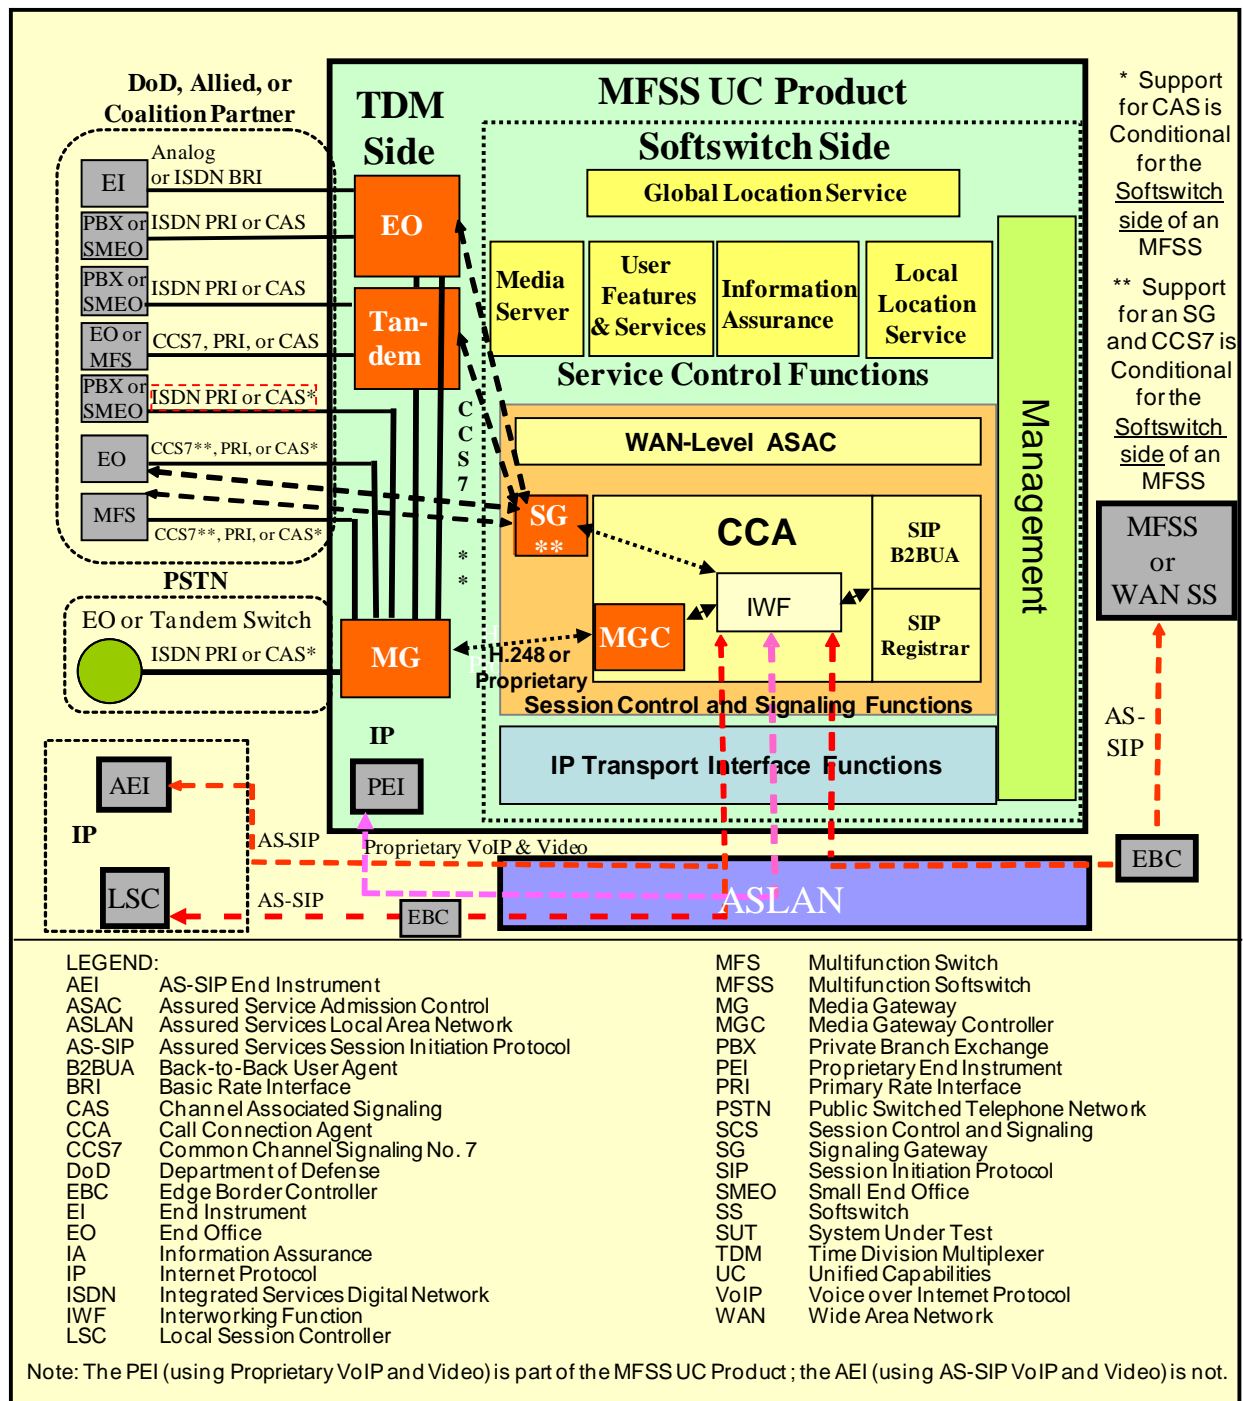 DoD, Allied, or
Coalition Partner
TDM
Side
MFSS UC Product
Softswitch Side
Global Location Service
* Support
for CAS is
Conditional
for the
Softswitch
side of an
MFSS
** Support
for an SG
and CCS7 is
Conditional
for the
Softswitch
side of an
MFSS
EI
Analog
or ISDN BRI
PBX or
SMEO
ISDN PRI or CAS
PBX or
SMEO
ISDN PRI or CAS
EO or
MFS
CCS7, PRI, or CAS
PBX or
SMEO
ISDN PRI or CAS*
EO
CCS7**, PRI, or CAS*
MFS
CCS7**, PRI, or CAS*
EO
Tan-
dem
CCS7
**
Media
Server
User
Features
& Services
Information
Assurance
Local
Location
Service
Service Control Functions
Management
WAN-Level ASAC
SG
**
CCA
SIP
B2BUA
IWF
MGC
SIP
Registrar
Session Control and Signaling Functions
H.248 or
Proprietary
MG
PSTN
EO or Tandem Switch
ISDN PRI or CAS*
MFSS
or
WAN SS
AS-
SIP
EBC
IP Transport Interface Functions
IP
PEI
AEI
IP
LSC
AS-SIP
Proprietary VoIP & Video
AS-SIP
EBC
ASLAN
LEGEND:
AEI AS-SIP End Instrument
ASAC Assured Service Admission Control
ASLAN Assured Services Local Area Network
AS-SIP Assured Services Session Initiation Protocol
B2BUA Back-to-Back User Agent
BRI Basic Rate Interface
CAS Channel Associated Signaling
CCA Call Connection Agent
CCS7 Common Channel Signaling No. 7
DoD Department of Defense
EBC Edge Border Controller
EI End Instrument
EO End Office
IA Information Assurance
IP Internet Protocol
ISDN Integrated Services Digital Network
IWF Interworking Function
LSC Local Session Controller
MFS Multifunction Switch
MFSS Multifunction Softswitch
MG Media Gateway
MGC Media Gateway Controller
PBX Private Branch Exchange
PEI Proprietary End Instrument
PRI Primary Rate Interface
PSTN Public Switched Telephone Network
SCS Session Control and Signaling
SG Signaling Gateway
SIP Session Initiation Protocol
SMEO Small End Office
SS Softswitch
SUT System Under Test
TDM Time Division Multiplexer
UC Unified Capabilities
VoIP Voice over Internet Protocol
WAN Wide Area Network
Note: The PEI (using Proprietary VoIP and Video) is part of the MFSS UC Product; the AEI (using AS-SIP VoIP and Video) is not.